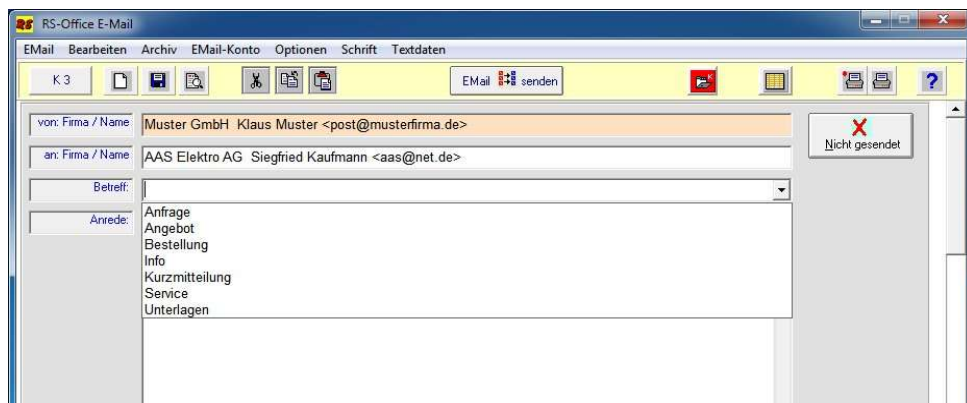 RS RS-Office E-Mail
EMail Bearbeiten Archiv EMail-Konto Optionen Schrift Textdaten
K 3 EMail senden ?
von: Firma / Name Muster GmbH Klaus Muster <post@musterfirma.de>
an: Firma / Name AAS Elektro AG Siegfried Kaufmann <aas@net.de>
Nicht gesendet
Betreff:
Anrede:
Anfrage
Angebot
Bestellung
Info
Kurzmitteilung
Service
Unterlagen